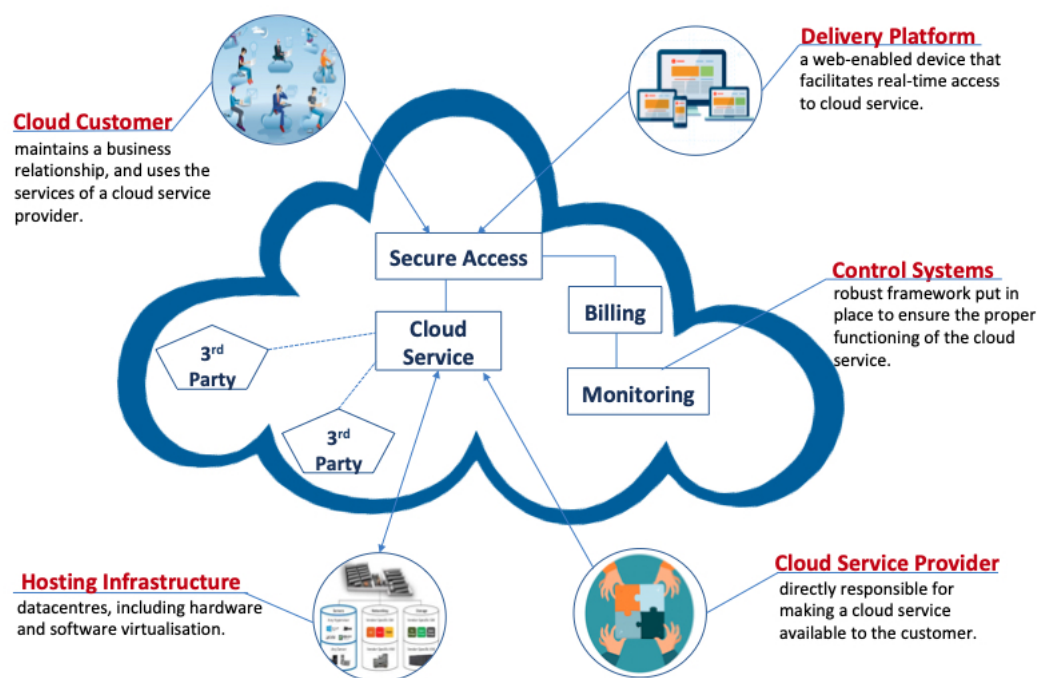 Delivery Platform
a web-enabled device that
facilitates real-time access
to cloud service.
Cloud Customer
maintains a business
relationship, and uses the
services of a cloud service
provider.
Secure Access
Control Systems
robust framework put in
place to ensure the proper
functioning of the cloud
service.
Billing
Cloud
Service
3rd
Party
Monitoring
3rd
Party
Hosting Infrastructure
datacentres, including hardware
and software virtualisation.
Cloud Service Provider
directly responsible for
making a cloud service
available to the customer.